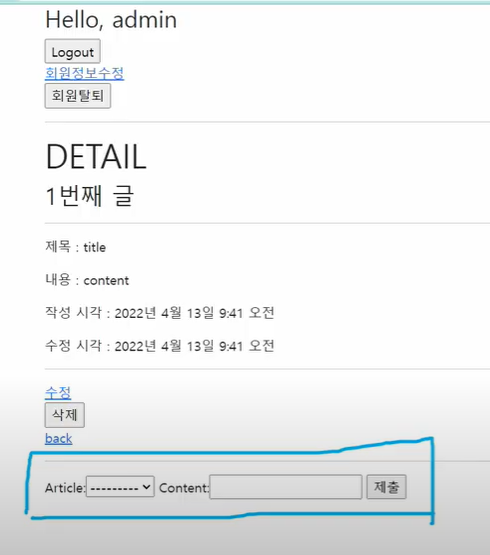 Hello, admin
Logout
회원정보수정
회원탈퇴
DETAIL
1번째 글
제목 : title
내용 : content
작성 시각 : 2022년 4월 13일 9:41 오전
수정 시각 : 2022년 4월 13일 9:41 오전
수정
삭제
back
Article: --------- Content: 제출